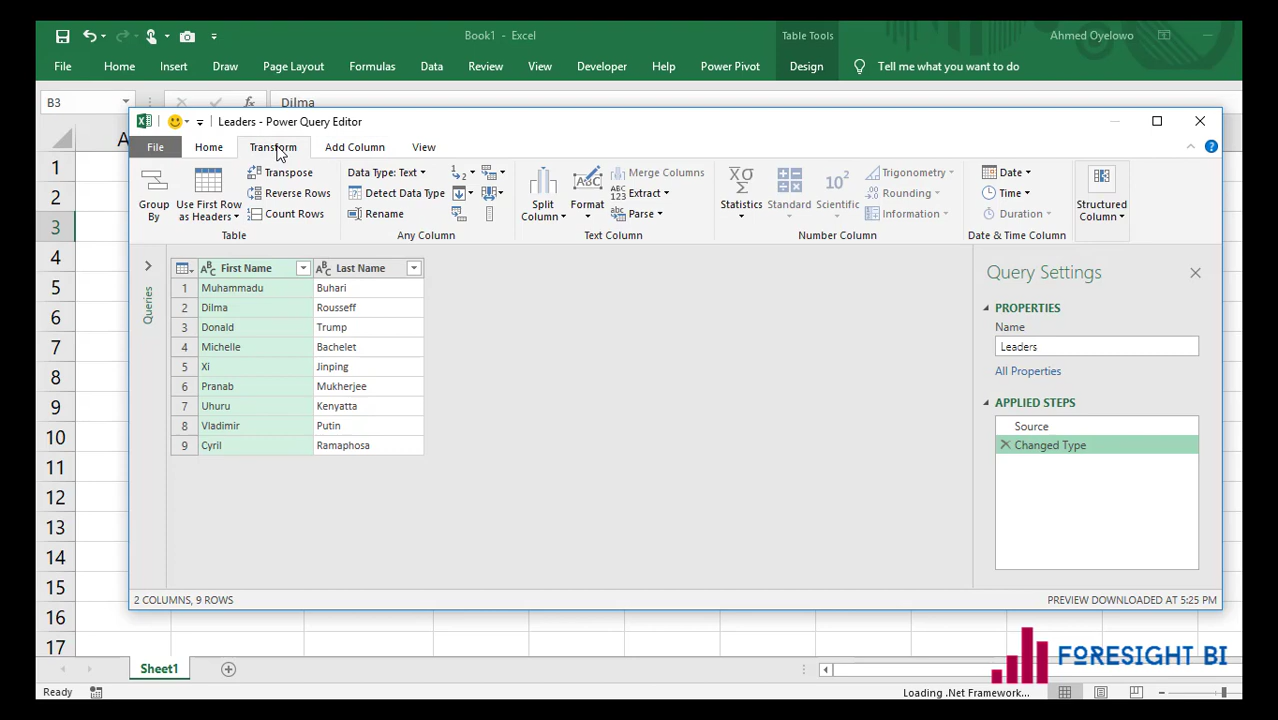 Book1 - Excel
Table Tools
Ahmed Oyelowo
File Home Insert Draw Page Layout Formulas Data Review View Developer Help Power Pivot Design Tell me what you want to do
B3 fx Dilma
Leaders - Power Query Editor
File Home Transform Add Column View
Group By
Use First Row as Headers
Transpose
Reverse Rows
Count Rows
Table
Data Type: Text
Detect Data Type
Rename
Any Column
Split Column
Format
Merge Columns
Extract
Parse
Text Column
Statistics
Standard
Scientific
Trigonometry
Rounding
Information
Number Column
Date
Time
Duration
Date & Time Column
Structured Column
A
1
2
3
4
5
6
7
8
9
10
11
12
13
14
15
16
17
Queries
First Name Last Name
1 Muhammadu Buhari
2 Dilma Rousseff
3 Donald Trump
4 Michelle Bachelet
5 Xi Jinping
6 Pranab Mukherjee
7 Uhuru Kenyatta
8 Vladimir Putin
9 Cyril Ramaphosa
Query Settings
PROPERTIES
Name
Leaders
All Properties
APPLIED STEPS
Source
Changed Type
2 COLUMNS, 9 ROWS
PREVIEW DOWNLOADED AT 5:25 PM
FORESIGHT BI
Sheet1
Ready
Loading .Net Framework...